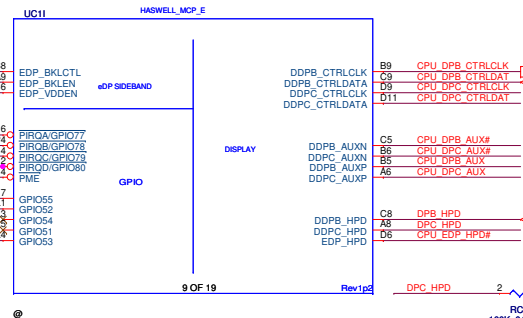 UC1I HASWELL_MCP_E
EDP_BKLCTL
EDP_BKLEN
EDP_VDDEN
eDP SIDEBAND
PIRQA/GPIO77
PIRQB/GPIO78
PIRQC/GPIO79
PIRQD/GPIO80
PME
GPIO
GPIO55
GPIO52
GPIO54
GPIO51
GPIO53
DISPLAY
DDPB_CTRLCLK B9 CPU_DPB_CTRLCLK
DDPB_CTRLDATA C9 CPU_DPB_CTRLDAT
DDPC_CTRLCLK D9 CPU_DPC_CTRLCLK
DDPC_CTRLDATA D11 CPU_DPC_CTRLDAT
DDPB_AUXN C5 CPU_DPB_AUX#
DDPC_AUXN B6 CPU_DPC_AUX#
DDPB_AUXP B5 CPU_DPB_AUX
DDPC_AUXP A6 CPU_DPC_AUX
DDPB_HPD C8 DPB_HPD
DDPC_HPD A8 DPC_HPD
EDP_HPD D6 CPU_EDP_HPD#
9 OF 19 Rev1p2
DPC_HPD 2
@ RC